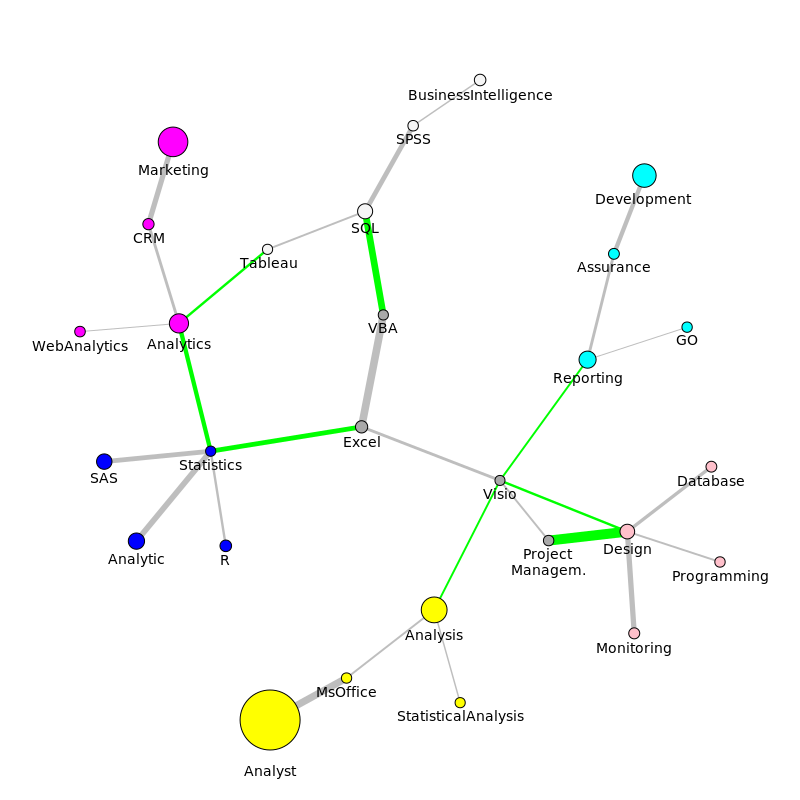 BusinessIntelligence
SPSS
Marketing
Development
SQL
CRM
Tableau
Assurance
VBA
WebAnalytics
Analytics
GO
Reporting
Excel
Statistics
SAS
Database
Visio
Design
Analytic
R
Project
Managem.
Programming
Analysis
Monitoring
MsOffice
StatisticalAnalysis
Analyst